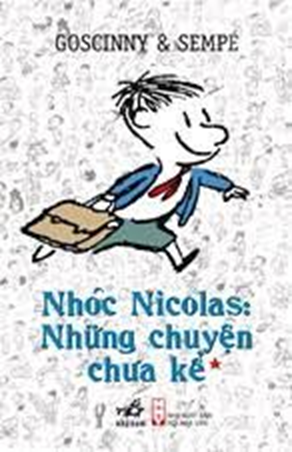 GOSCINNY & SEMPÉ
Nhóc Nicolas:
Những chuyện
chưa kể*